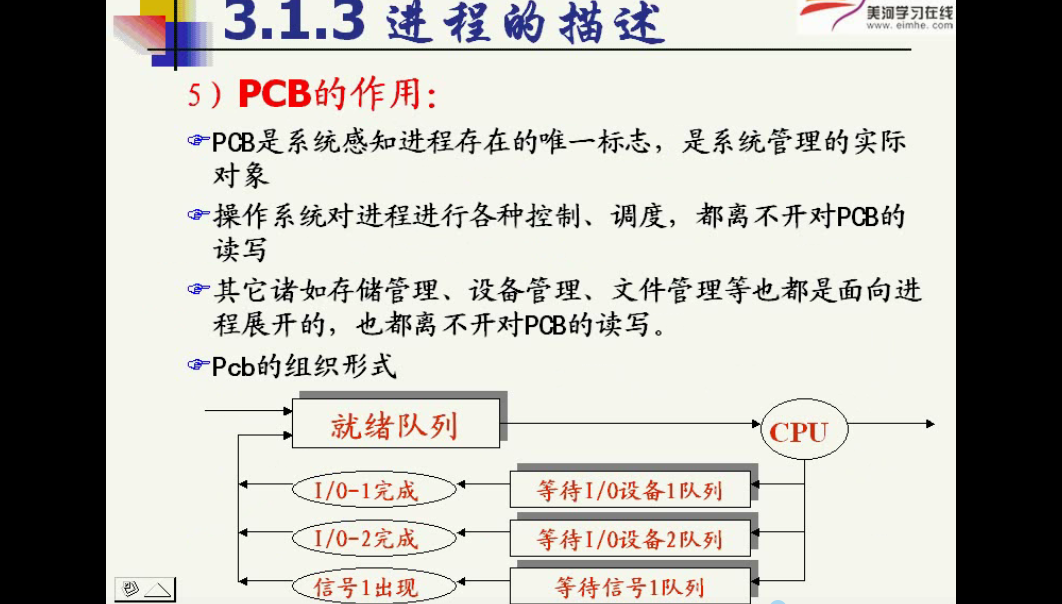 3.1.3 进程的描述
美河学习在线
www.eimhe.com
5）PCB的作用：
PCB是系统感知进程存在的唯一标志，是系统管理的实际
对象
操作系统对进程进行各种控制、调度，都离不开对PCB的
读写
其它诸如存储管理、设备管理、文件管理等也都是面向进
程展开的，也都离不开对PCB的读写。
Pcb的组织形式
就绪队列
CPU
I/O-1完成
等待I/O设备1队列
I/O-2完成
等待I/O设备2队列
信号1出现
等待信号1队列